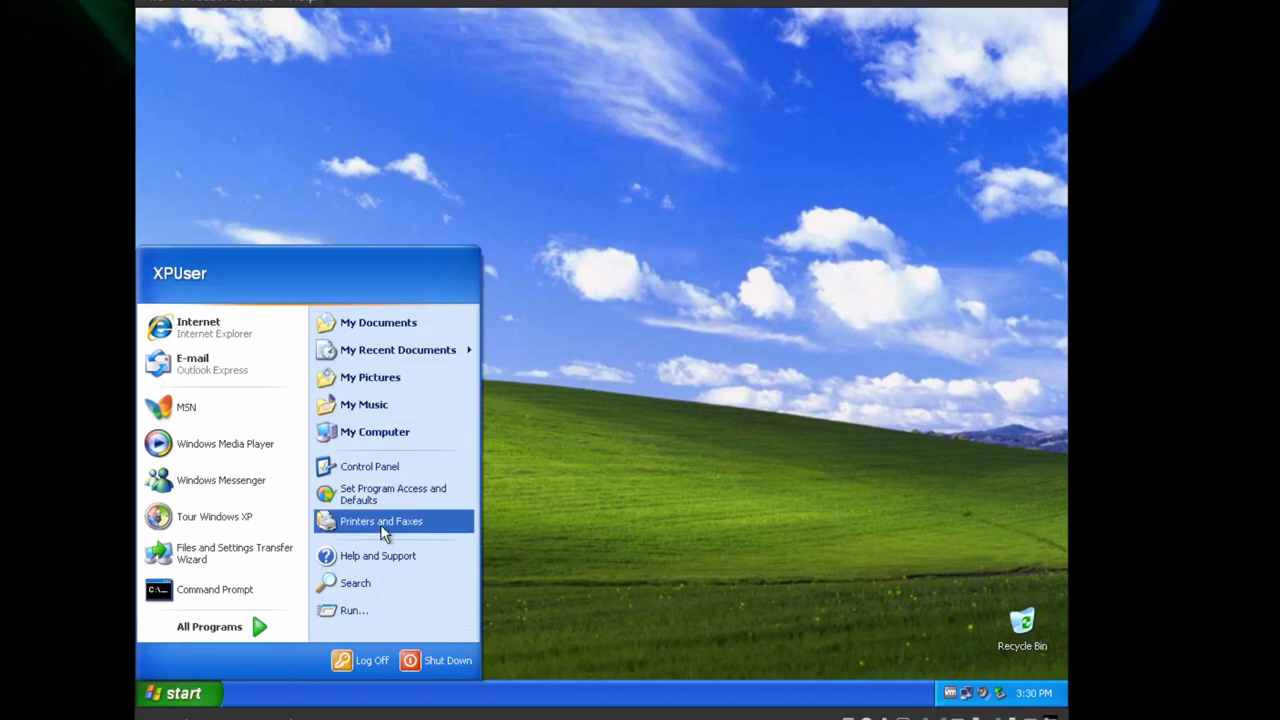 XPUser
Internet
Internet Explorer
E-mail
Outlook Express
MSN
Windows Media Player
Windows Messenger
Tour Windows XP
Files and Settings Transfer
Wizard
Command Prompt
All Programs
My Documents
My Recent Documents
My Pictures
My Music
My Computer
Control Panel
Set Program Access and
Defaults
Printers and Faxes
Help and Support
Search
Run...
Log Off
Shut Down
Recycle Bin
start
3:30 PM